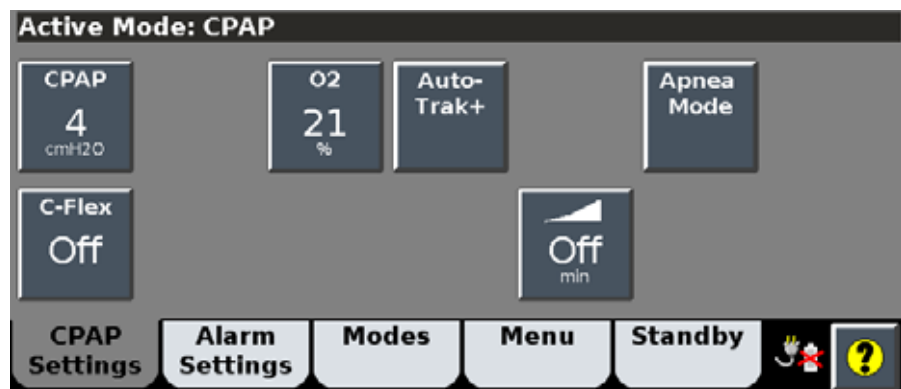 Active Mode: CPAP
CPAP
4
cmH2O
O2
21
%
Auto-
Trak+
Apnea
Mode
C-Flex
Off
Off
min
CPAP
Settings
Alarm
Settings
Modes
Menu
Standby
?